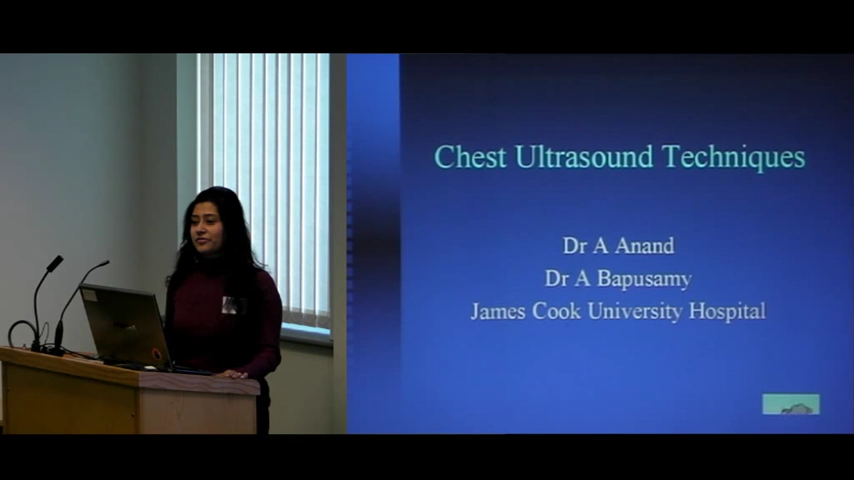 Chest Ultrasound Techniques
Dr A Anand
Dr A Bapusamy
James Cook University Hospital